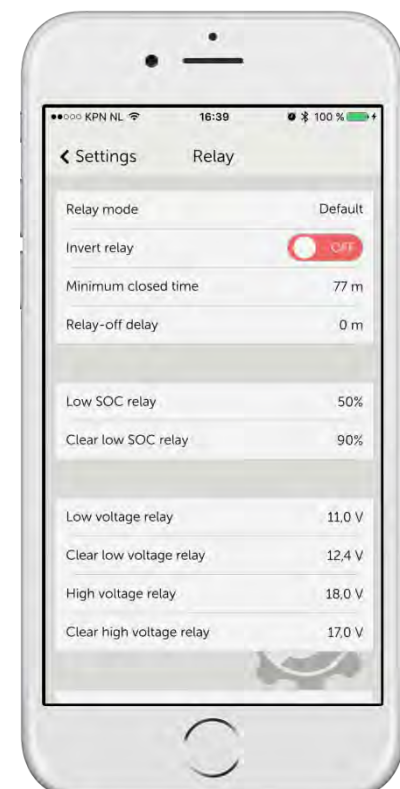 KPN NL 16:39 100 %
Settings Relay
Relay mode Default
Invert relay OFF
Minimum closed time 77 m
Relay-off delay 0 m
Low SOC relay 50%
Clear low SOC relay 90%
Low voltage relay 11,0 V
Clear low voltage relay 12,4 V
High voltage relay 18,0 V
Clear high voltage relay 17,0 V